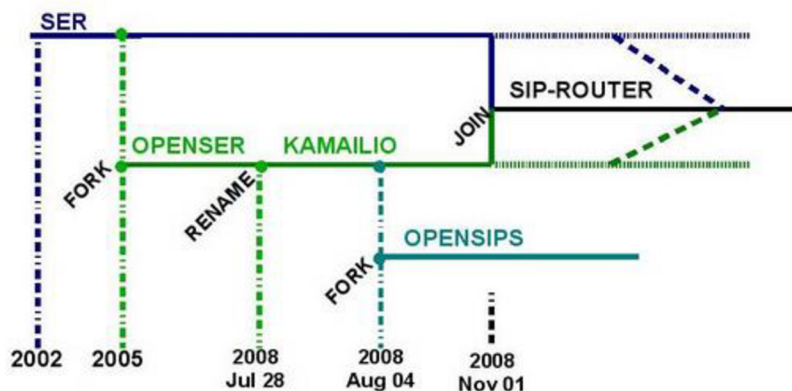 SER
SIP-ROUTER
JOIN
OPENSER KAMAILIO
FORK
RENAME
OPENSIPS
FORK
2002 2005 2008 2008 2008
Jul 28 Aug 04 Nov 01